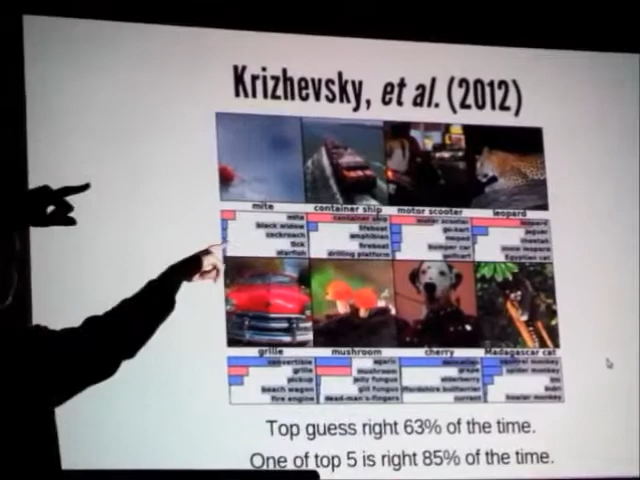 Krizhevsky, et al. (2012)
mite container ship motor scooter leopard
mite container ship motor scooter leopard
black widow lifeboat go-kart jaguar
cockroach amphibian moped cheetah
tick fireboat bumper car snow leopard
starfish drilling platform golfcart Egyptian cat
grille mushroom cherry Madagascar cat
convertible agaric dalmatian squirrel monkey
grille mushroom grape spider monkey
pickup jelly fungus elderberry titi
beach wagon gill fungus ffordshire bullterrier indri
fire engine dead-man's-fingers currant howler monkey
Top guess right 63% of the time.
One of top 5 is right 85% of the time.